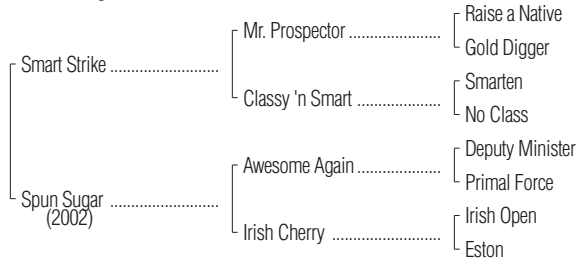 Raise a Native
Mr. Prospector ......................
Gold Digger
Smart Strike ..........................
Smarten
Classy 'n Smart ....................
No Class
Deputy Minister
Awesome Again ....................
Primal Force
Spun Sugar ..........................
(2002)
Irish Open
Irish Cherry ..........................
Eston